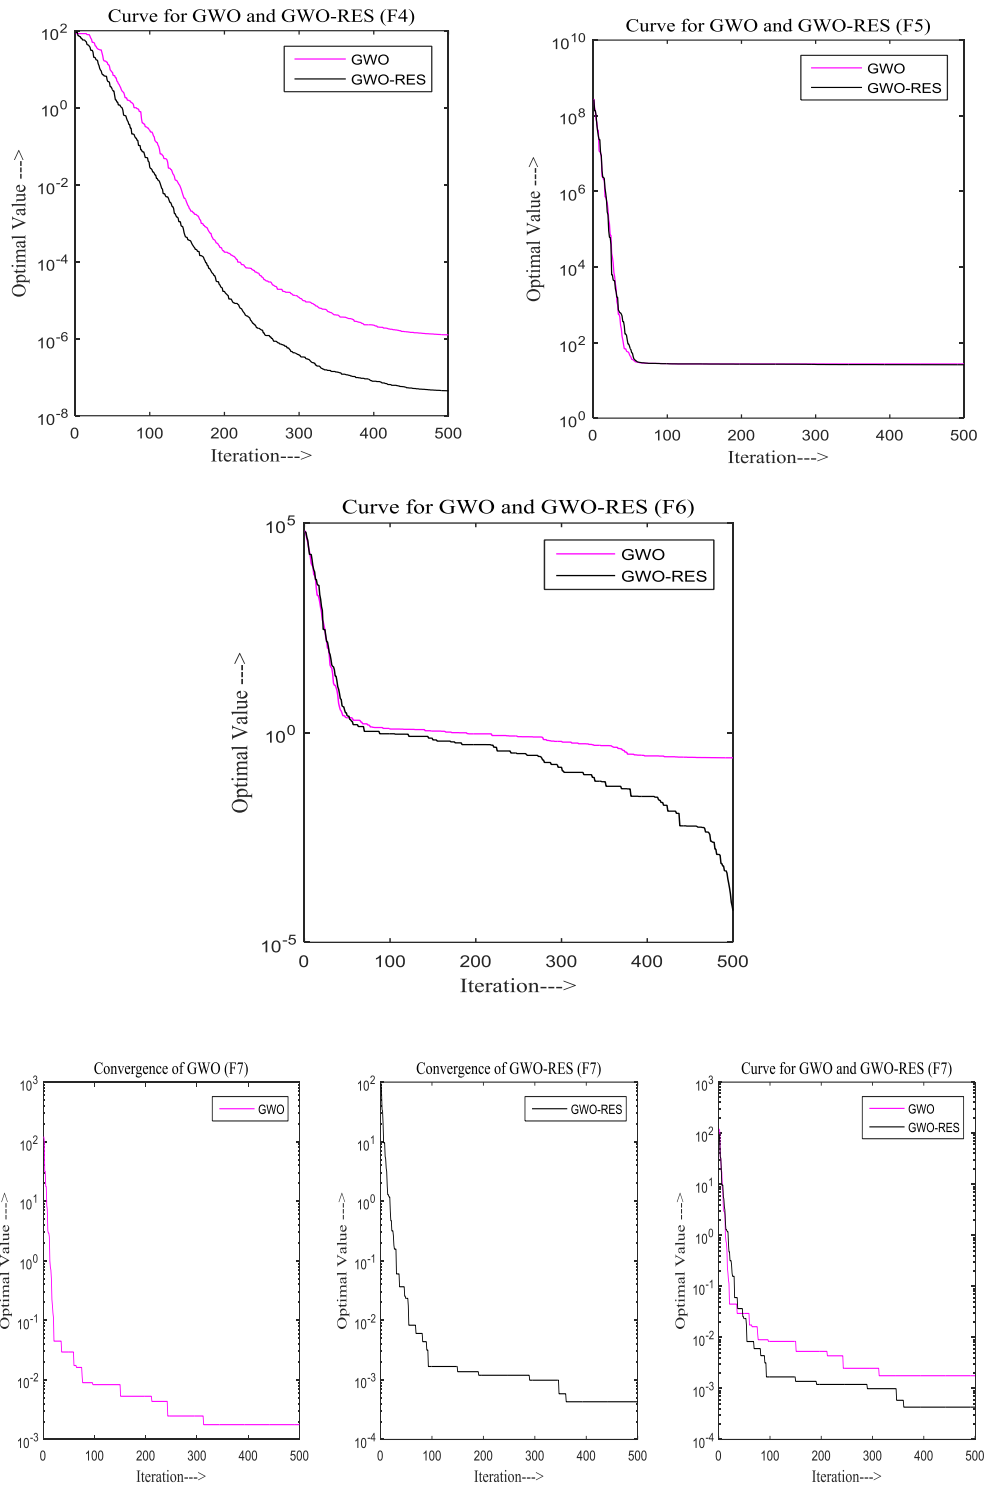 Curve for GWO and GWO-RES (F4)
10^2
10^0
10^-2
10^-4
10^-6
10^-8
Optimal Value --->
GWO
GWO-RES
0 100 200 300 400 500
Iteration--->
Curve for GWO and GWO-RES (F5)
10^10
10^8
10^6
10^4
10^2
10^0
Optimal Value --->
GWO
GWO-RES
0 100 200 300 400 500
Iteration--->
Curve for GWO and GWO-RES (F6)
10^5
10^0
10^-5
Optimal Value --->
GWO
GWO-RES
0 100 200 300 400 500
Iteration--->
Convergence of GWO (F7)
10^3
10^2
10^1
10^0
10^-1
10^-2
10^-3
Optimal Value --->
GWO
0 100 200 300 400 500
Iteration--->
Convergence of GWO-RES (F7)
10^2
10^1
10^0
10^-1
10^-2
10^-3
10^-4
Optimal Value --->
GWO-RES
0 100 200 300 400 500
Iteration--->
Curve for GWO and GWO-RES (F7)
10^3
10^2
10^1
10^0
10^-1
10^-2
10^-3
10^-4
Optimal Value --->
GWO
GWO-RES
0 100 200 300 400 500
Iteration--->